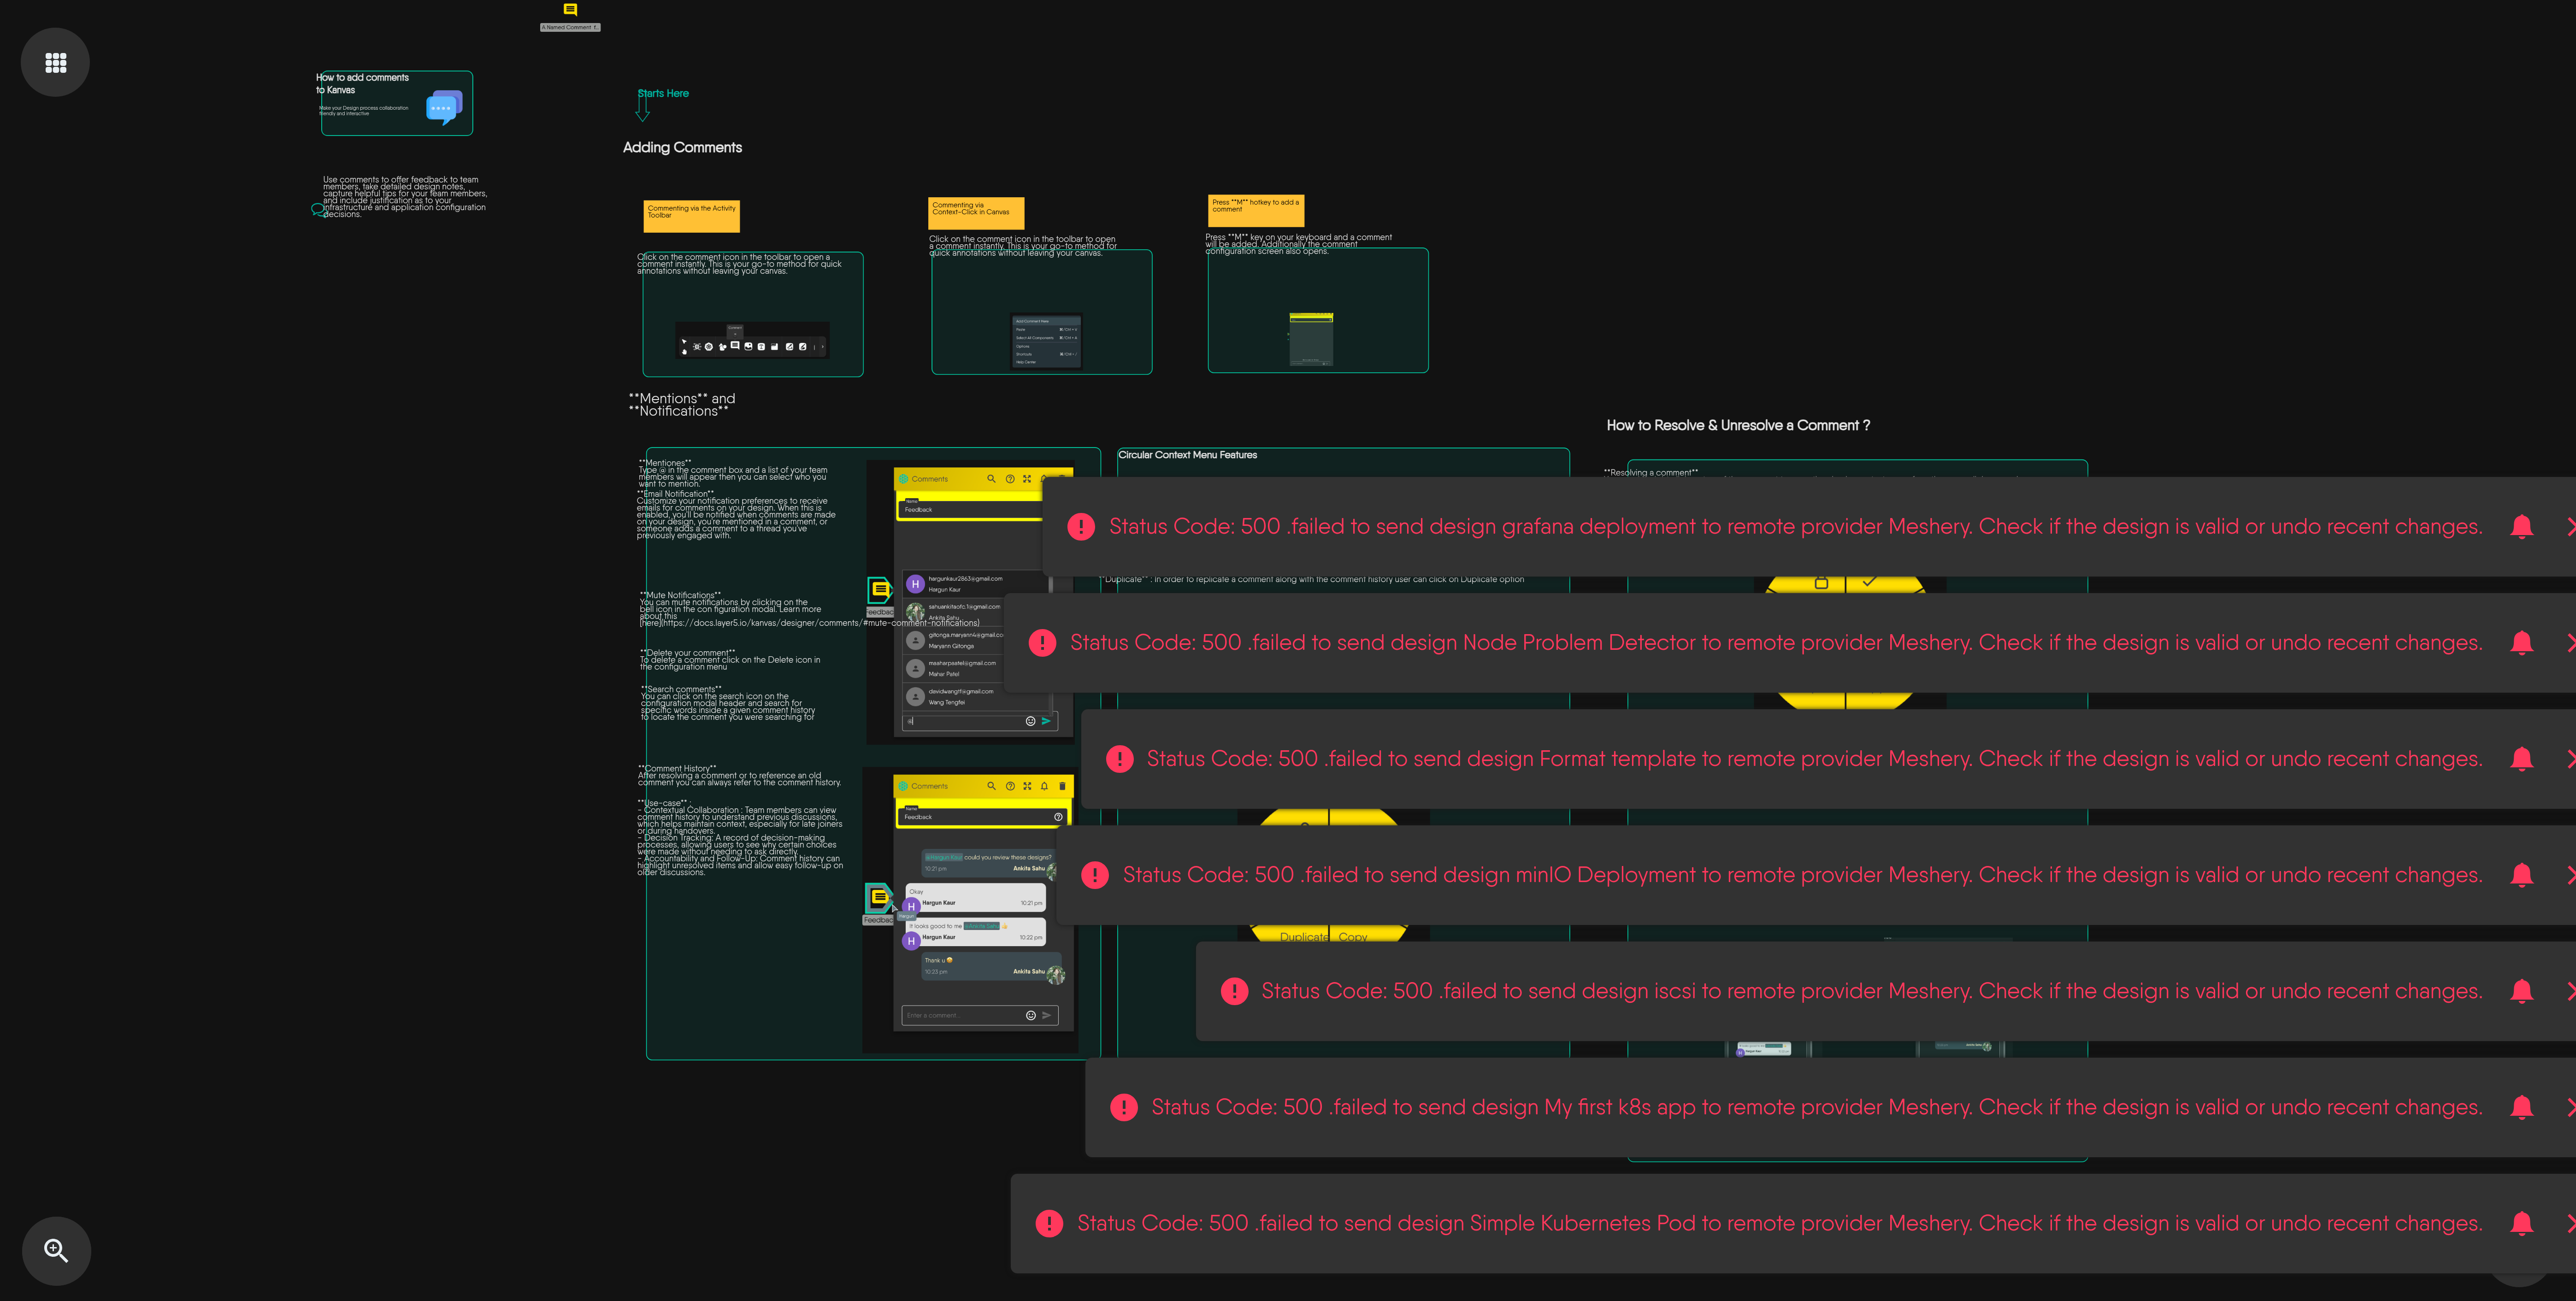 A Named Comment f...
How to add comments
to Kanvas
Make your Design process collaboration
friendly and interactive
Use comments to offer feedback to team
members, take detailed design notes,
capture helpful tips for your team members,
and include justification as to your
infrastructure and application configuration
decisions.
Starts Here
Adding Comments
Commenting via the Activity
Toolbar
Click on the comment icon in the toolbar to open a
comment instantly. This is your go-to method for quick
annotations without leaving your canvas.
Comment
Commenting via
Context-Click in Canvas
Click on the comment icon in the toolbar to open
a comment instantly. This is your go-to method for
quick annotations without leaving your canvas.
Add Comment Here
Paste
Select All Components
Options
Shortcuts
Help Center
Press **M** hotkey to add a
comment
Press **M** key on your keyboard and a comment
will be added. Additionally the comment
configuration screen also opens.
**Mentions** and
**Notifications**
**Mentiones**
Type @ in the comment box and a list of your team
members will appear then you can select who you
want to mention.
**Email Notification**
Customize your notification preferences to receive
emails for comments on your design. When this is
enabled, you'll be notified when comments are made
on your design, you're mentioned in a comment, or
someone adds a comment to a thread you've
previously engaged with.
**Mute Notifications**
You can mute notifications by clicking on the
bell icon in the con figuration modal. Learn more
about this
[here](https://docs.layer5.io/kanvas/designer/comments/#mute-comment-notifications)
**Delete your comment**
To delete a comment click on the Delete icon in
the configuration menu
**Search comments**
You can click on the search icon on the
configuration modal header and search for
specific words inside a given comment history
to locate the comment you were searching for
**Comment History**
After resolving a comment or to reference an old
comment you can always refer to the comment history.
**Use-case** :
- Contextual Collaboration : Team members can view
comment history to understand previous discussions,
which helps maintain context, especially for late joiners
or during handovers.
- Decision Tracking: A record of decision-making
processes, allowing users to see why certain choices
were made without needing to ask directly.
- Accountability and Follow-Up: Comment history can
highlight unresolved items and allow easy follow-up on
older discussions.
Comments
Name
Feedback
H
hargunkaur2863@gmail.com
Hargun Kaur
sahuankitaofc.1@gmail.com
Ankita Sahu
gitonga.maryann4@gmail.co
Maryann Gitonga
msaharpsatel@gmail.com
Mahar Patel
davidwangtf@gmail.com
Wang Tengfei
@
Feedbac
Comments
Name
Feedback
@Hargun Kaur could you review these designs?
10:21 pm
Ankita Sahu
Okay
H
Hargun Kaur
10:21 pm
It looks good to me @Ankita Sahu
H
Hargun Kaur
10:22 pm
Thank u
10:23 pm
Ankita Sahu
Enter a comment...
Feedbac
Hargun
Circular Context Menu Features
**Duplicate** : In order to replicate a comment along with the comment history user can click on Duplicate option
Duplicate
Copy
How to Resolve & Unresolve a Comment ?
**Resolving a comment**
Status Code: 500 .failed to send design grafana deployment to remote provider Meshery. Check if the design is valid or undo recent changes.
Status Code: 500 .failed to send design Node Problem Detector to remote provider Meshery. Check if the design is valid or undo recent changes.
Status Code: 500 .failed to send design Format template to remote provider Meshery. Check if the design is valid or undo recent changes.
Status Code: 500 .failed to send design minIO Deployment to remote provider Meshery. Check if the design is valid or undo recent changes.
Status Code: 500 .failed to send design iscsi to remote provider Meshery. Check if the design is valid or undo recent changes.
Status Code: 500 .failed to send design My first k8s app to remote provider Meshery. Check if the design is valid or undo recent changes.
Status Code: 500 .failed to send design Simple Kubernetes Pod to remote provider Meshery. Check if the design is valid or undo recent changes.